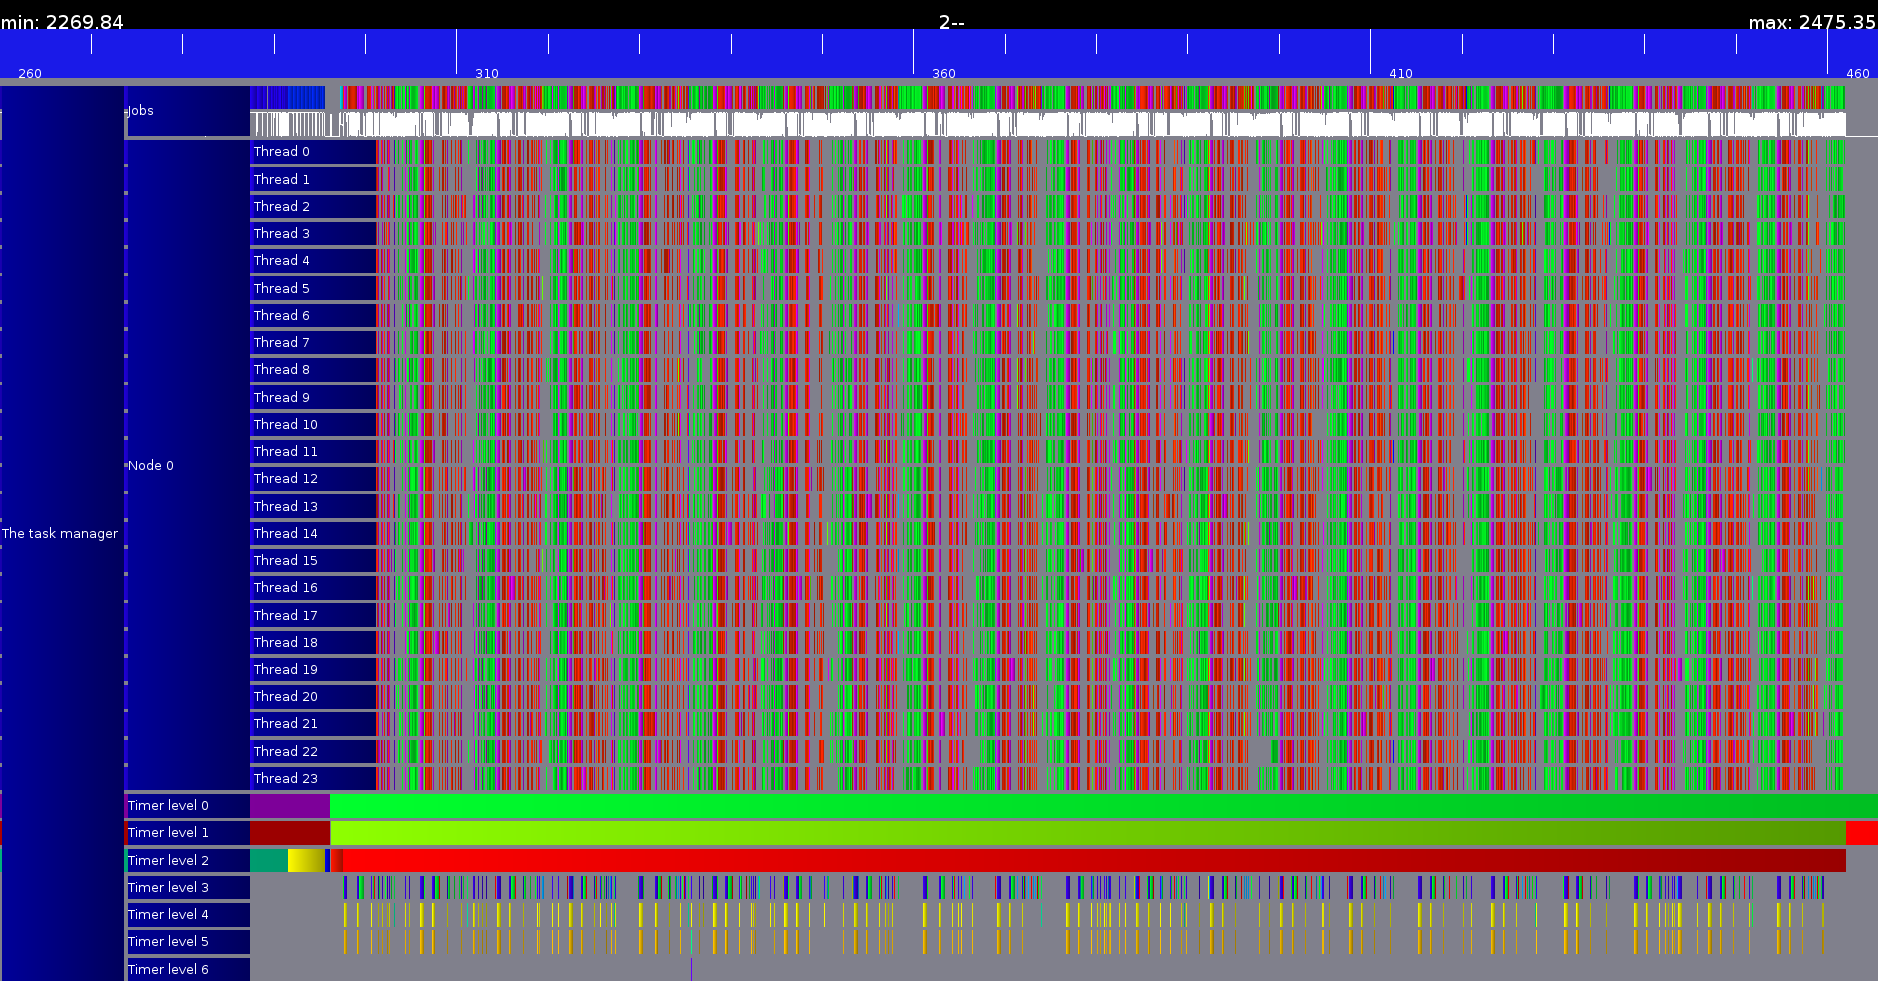 min: 2269.84 2-- max: 2475.35
260 310 360 410 460
Jobs
Thread 0
Thread 1
Thread 2
Thread 3
Thread 4
Thread 5
Thread 6
Thread 7
Thread 8
Thread 9
Thread 10
Thread 11
Thread 12
Node 0
Thread 13
Thread 14
The task manager
Thread 15
Thread 16
Thread 17
Thread 18
Thread 19
Thread 20
Thread 21
Thread 22
Thread 23
Timer level 0
Timer level 1
Timer level 2
Timer level 3
Timer level 4
Timer level 5
Timer level 6